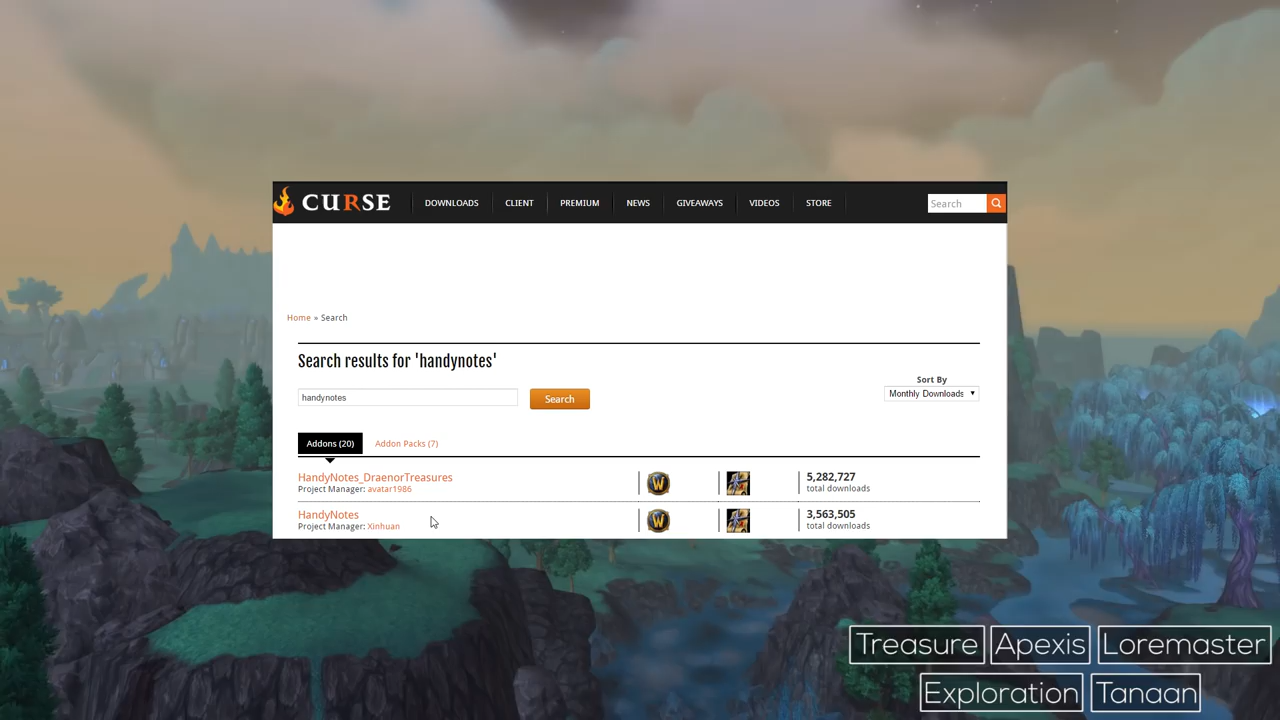 CURSE DOWNLOADS CLIENT PREMIUM NEWS GIVEAWAYS VIDEOS STORE Search
Home » Search
Search results for 'handynotes'
Sort By
handynotes Search Monthly Downloads
Addons (20) Addon Packs (7)
HandyNotes_DraenorTreasures 5,282,727
Project Manager: avatar1986 total downloads
HandyNotes 3,563,505
Project Manager: Xinhuan total downloads
Treasure Apexis Loremaster
Exploration Tanaan